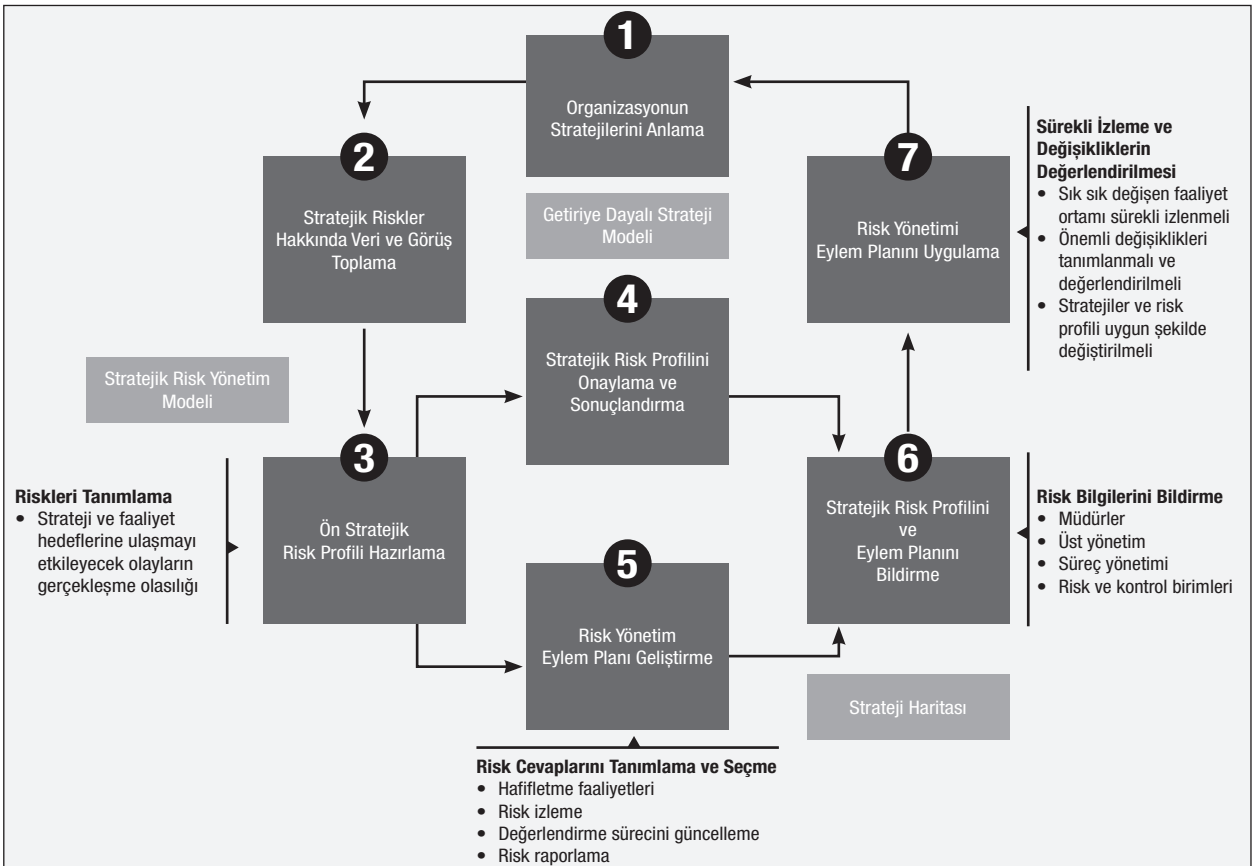 1
Organizasyonun
Stratejilerini Anlama
2
Stratejik Riskler
Hakkında Veri ve Görüş
Toplama
Getiriye Dayalı Strateji
Modeli
7
Risk Yönetimi
Eylem Planını Uygulama
Sürekli İzleme ve
Değişikliklerin
Değerlendirilmesi
• Sık sık değişen faaliyet
ortamı sürekli izlenmeli
• Önemli değişiklikleri
tanımlanmalı ve
değerlendirilmeli
• Stratejiler ve risk
profili uygun şekilde
değiştirilmeli
4
Stratejik Risk Profilini
Onaylama ve
Sonuçlandırma
Stratejik Risk Yönetim
Modeli
3
Ön Stratejik
Risk Profili Hazırlama
Riskleri Tanımlama
• Strateji ve faaliyet
hedeflerine ulaşmayı
etkileyecek olayların
gerçekleşme olasılığı
6
Stratejik Risk Profilini
ve
Eylem Planını
Bildirme
Risk Bilgilerini Bildirme
• Müdürler
• Üst yönetim
• Süreç yönetimi
• Risk ve kontrol birimleri
5
Risk Yönetim
Eylem Planı Geliştirme
Strateji Haritası
Risk Cevaplarını Tanımlama ve Seçme
• Hafifletme faaliyetleri
• Risk izleme
• Değerlendirme sürecini güncelleme
• Risk raporlama